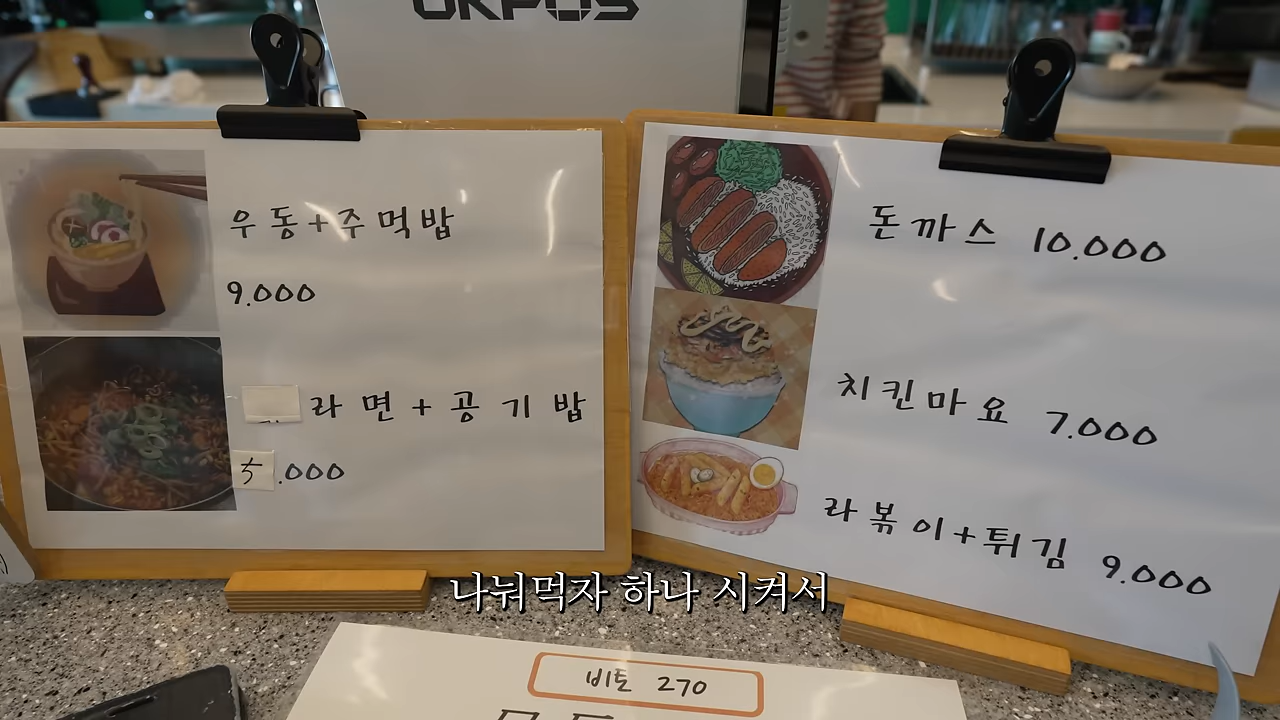 OKPOS
우동+주먹밥
9.000
라면+공기밥
5.000
돈까스 10.000
치킨마요 7.000
라볶이+튀김 9.000
나눠먹자 하나 시켜서
비토 270